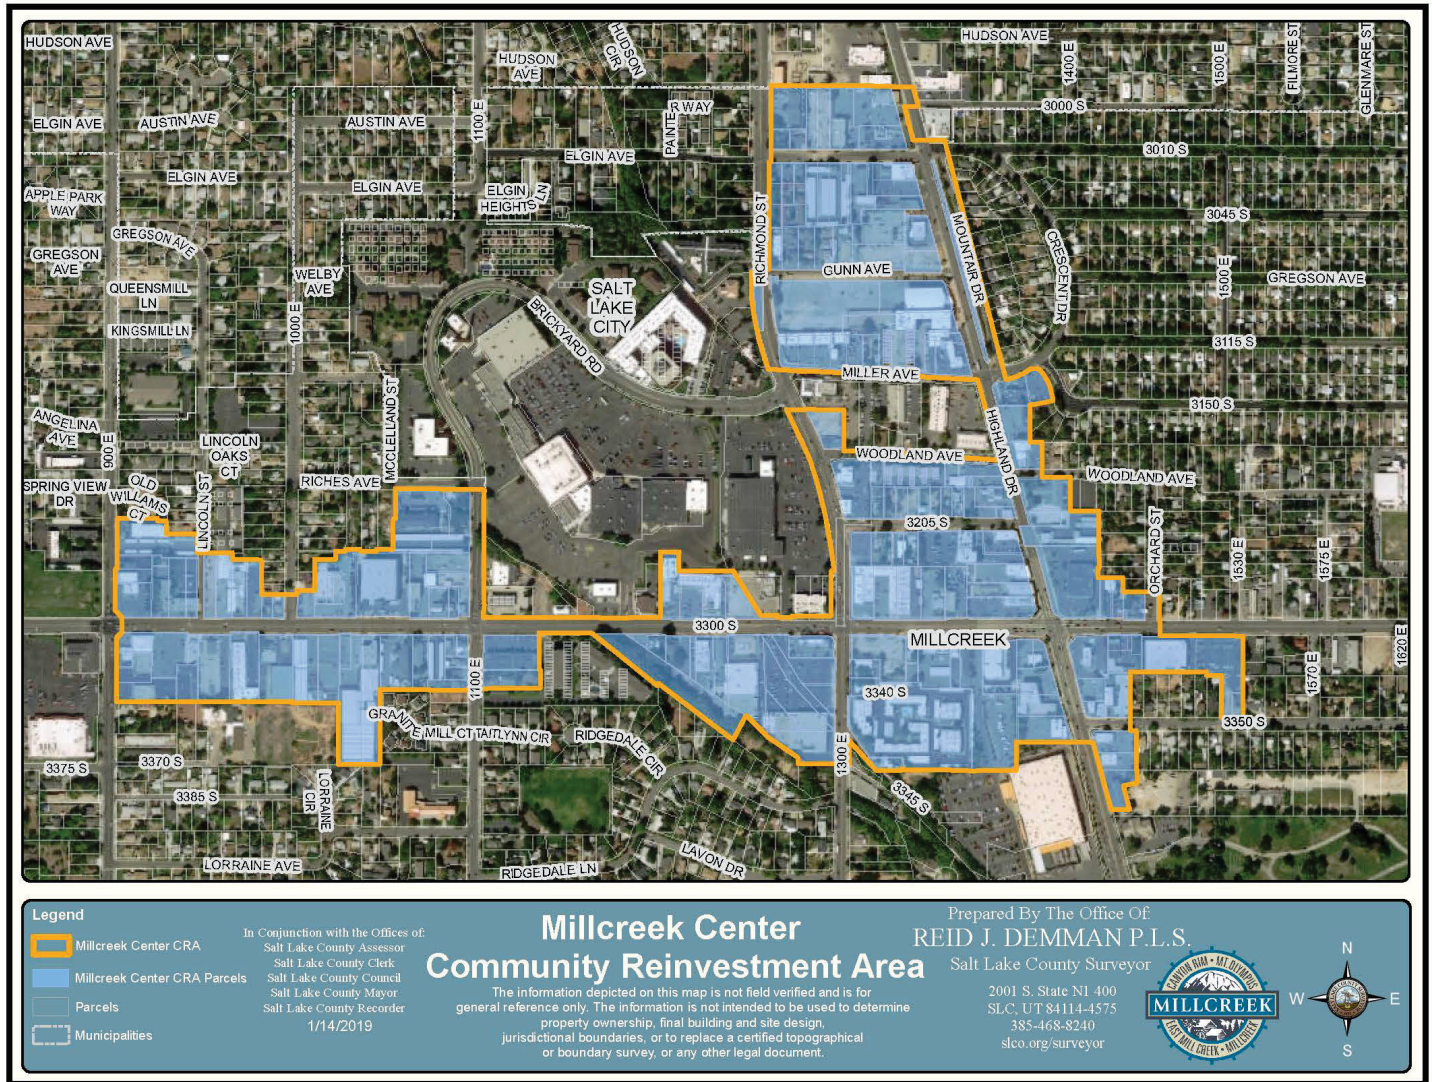 HUDSON AVE
HUDSON
AVE
HUDSON
CIR
HUDSON AVE
1400 E
1500 E
FILMORE ST
GLENMARE ST
ELGIN AVE
AUSTIN AVE
AUSTIN AVE
1100 E
PAINTE
R WAY
3000 S
ELGIN AVE
3010 S
ELGIN AVE
ELGIN AVE
ELGIN
HEIGHTS LN
APPLE PARK
WAY
RICHMOND ST
3045 S
GREGSON AVE
GREGSON
AVE
MOUNTAIR DR
CRESCENT DR
1500 E
GREGSON AVE
WELBY
AVE
GUNN AVE
QUEENSMILL
LN
SALT
LAKE
CITY
KINGSMILL LN
1000 E
BRICKYARD RD
3115 S
MILLER AVE
MCCLELLAND ST
3150 S
ANGELINA
AVE
900 E
LINCOLN
OAKS
CT
HIGHLAND DR
WOODLAND AVE
WOODLAND AVE
SPRING VIEW
DR
OLD
WILLAMS
CT
LINCOLN ST
RICHES AVE
3205 S
ORCHARD ST
1530 E
1575 E
3300 S
MILLCREEK
1620 E
1100 E
1570 E
3340 S
GRANITE
MILL CT
TAITLYNN CIR
RIDGEDALE CIR
3350 S
1300 E
3375 S
3370 S
3385 S
LORRAINE
CIR
3345 S
LORRAINE AVE
RIDGEDALE LN
LAVON DR
Legend
Millcreek Center CRA
Millcreek Center CRA Parcels
Parcels
Municipalities
In Conjunction with the Offices of:
Salt Lake County Assessor
Salt Lake County Clerk
Salt Lake County Council
Salt Lake County Mayor
Salt Lake County Recorder
1/14/2019
Millcreek Center
Community Reinvestment Area
The information depicted on this map is not field verified and is for
general reference only. The information is not intended to be used to determine
property ownership, final building and site design,
jurisdictional boundaries, or to replace a certified topographical
or boundary survey, or any other legal document.
Prepared By The Office Of:
REID J. DEMMAN P.L.S.
Salt Lake County Surveyor
2001 S. State N1 400
SLC, UT 84114-4575
385-468-8240
slco.org/surveyor
CANYON RIM • MT. OLYMPUS
MILLCREEK
EAST MILL CREEK • MILLCREEK
N
W
E
S